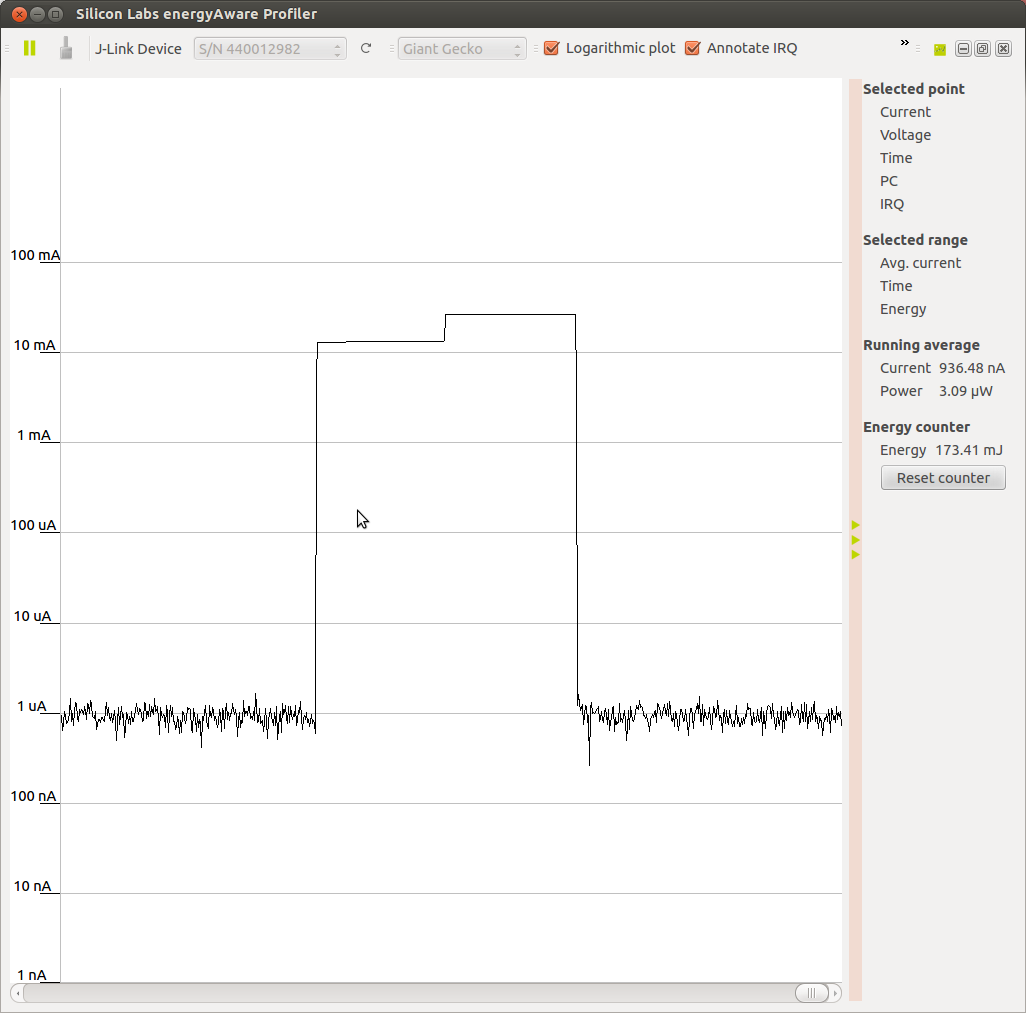 Silicon Labs energyAware Profiler
J-Link Device S/N 440012982 Giant Gecko Logarithmic plot Annotate IRQ »
100 mA
10 mA
1 mA
100 uA
10 uA
1 uA
100 nA
10 nA
1 nA
Selected point
Current
Voltage
Time
PC
IRQ
Selected range
Avg. current
Time
Energy
Running average
Current 936.48 nA
Power 3.09 µW
Energy counter
Energy 173.41 mJ
Reset counter